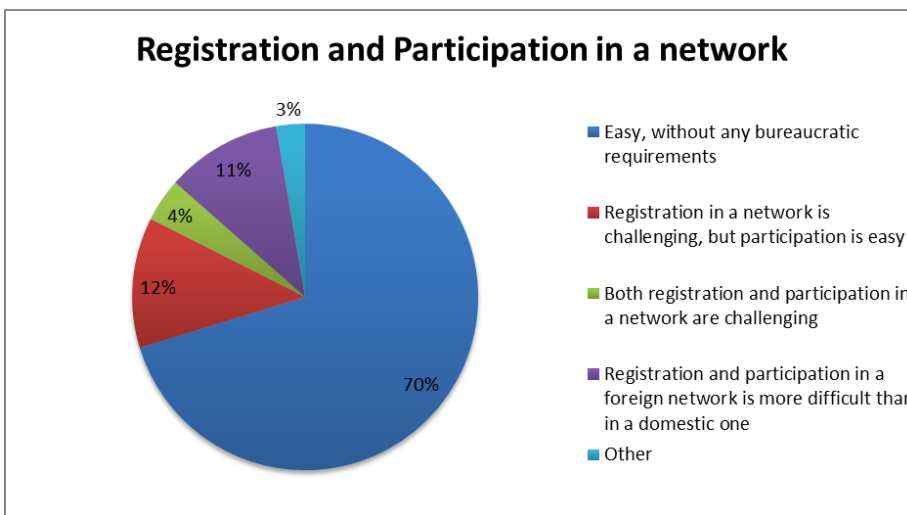 Registration and Participation in a network
3%
11%
4%
12%
70%
Easy, without any bureaucratic
requirements
Registration in a network is
challenging, but participation is easy
Both registration and participation in
a network are challenging
Registration and participation in a
foreign network is more difficult than
in a domestic one
Other